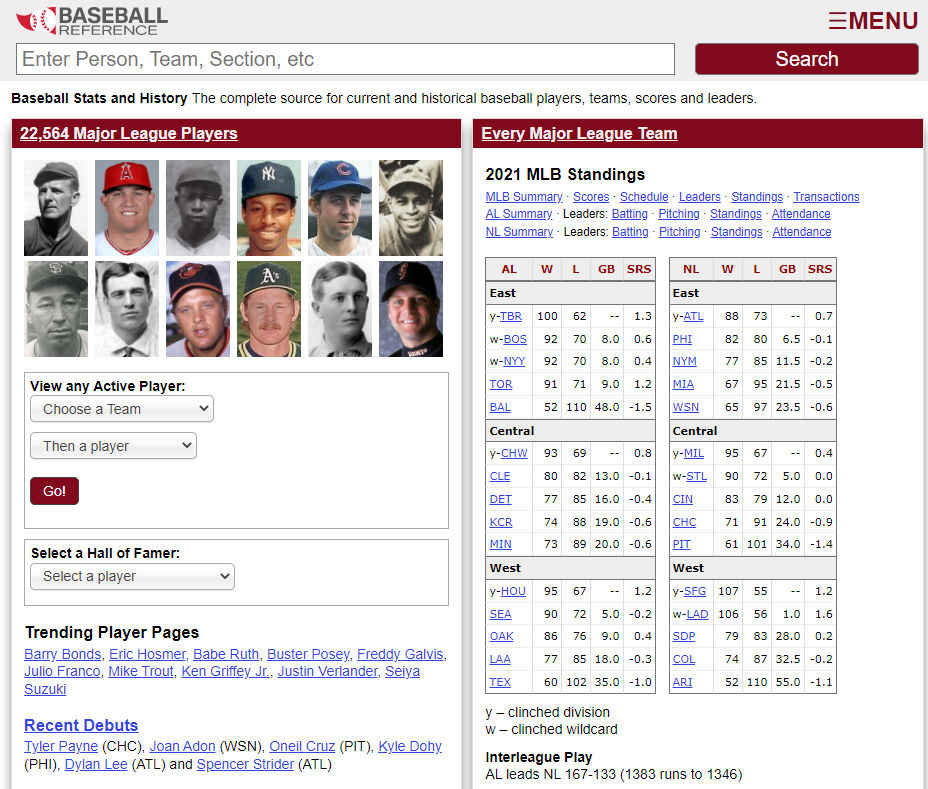 BASEBALL
REFERENCE
☰MENU
Enter Person, Team, Section, etc
Search
Baseball Stats and History The complete source for current and historical baseball players, teams, scores and leaders.
22,564 Major League Players
View any Active Player:
Choose a Team
Then a player
Go!
Select a Hall of Famer:
Select a player
Trending Player Pages
Barry Bonds, Eric Hosmer, Babe Ruth, Buster Posey, Freddy Galvis,
Julio Franco, Mike Trout, Ken Griffey Jr., Justin Verlander, Seiya
Suzuki
Recent Debuts
Tyler Payne (CHC), Joan Adon (WSN), Oneil Cruz (PIT), Kyle Dohy
(PHI), Dylan Lee (ATL) and Spencer Strider (ATL)
Every Major League Team
2021 MLB Standings
MLB Summary · Scores · Schedule · Leaders · Standings · Transactions
AL Summary · Leaders: Batting · Pitching · Standings · Attendance
NL Summary · Leaders: Batting · Pitching · Standings · Attendance
AL W L GB SRS
East
y-TBR 100 62 -- 1.3
w-BOS 92 70 8.0 0.6
w-NYY 92 70 8.0 0.4
TOR 91 71 9.0 1.2
BAL 52 110 48.0 -1.5
Central
y-CHW 93 69 -- 0.8
CLE 80 82 13.0 -0.1
DET 77 85 16.0 -0.4
KCR 74 88 19.0 -0.6
MIN 73 89 20.0 -0.6
West
y-HOU 95 67 -- 1.2
SEA 90 72 5.0 -0.2
OAK 86 76 9.0 0.4
LAA 77 85 18.0 -0.3
TEX 60 102 35.0 -1.0
NL W L GB SRS
East
y-ATL 88 73 -- 0.7
PHI 82 80 6.5 -0.1
NYM 77 85 11.5 -0.2
MIA 67 95 21.5 -0.5
WSN 65 97 23.5 -0.6
Central
y-MIL 95 67 -- 0.4
w-STL 90 72 5.0 0.0
CIN 83 79 12.0 0.0
CHC 71 91 24.0 -0.9
PIT 61 101 34.0 -1.4
West
y-SFG 107 55 -- 1.2
w-LAD 106 56 1.0 1.6
SDP 79 83 28.0 0.2
COL 74 87 32.5 -0.2
ARI 52 110 55.0 -1.1
y – clinched division
w – clinched wildcard
Interleague Play
AL leads NL 167-133 (1383 runs to 1346)